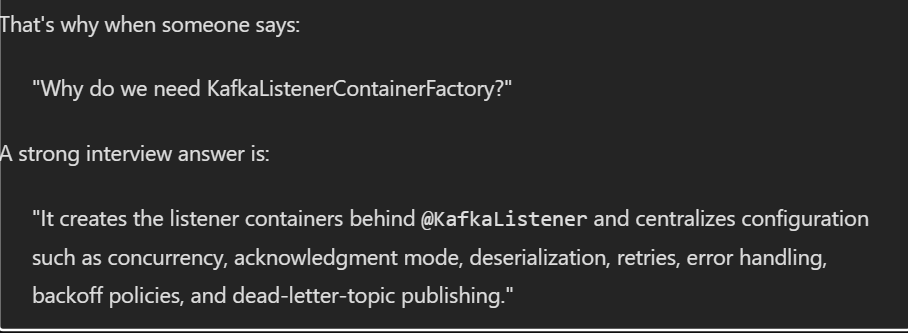 That's why when someone says:
"Why do we need KafkaListenerContainerFactory?"
A strong interview answer is:
"It creates the listener containers behind @KafkaListener and centralizes configuration
such as concurrency, acknowledgment mode, deserialization, retries, error handling,
backoff policies, and dead-letter-topic publishing."